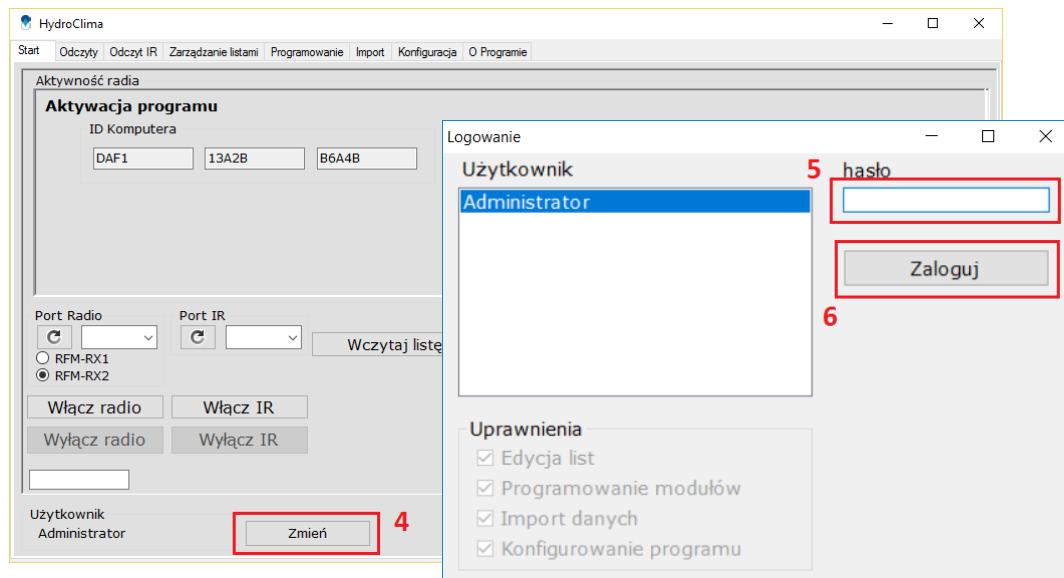 HydroClima
Start Odczyty Odczyt IR Zarządzanie listami Programowanie Import Konfiguracja O Programie
Aktywność radia
Aktywacja programu
ID Komputera
DAF1 13A2B B6A4B
Port Radio Port IR
RFM-RX1
RFM-RX2
Wczytaj listę
Włącz radio Włącz IR
Wyłącz radio Wyłącz IR
Użytkownik
Administrator
Zmień 4
Logowanie
Użytkownik 5 hasło
Administrator
Zaloguj
6
Uprawnienia
Edycja list
Programowanie modułów
Import danych
Konfigurowanie programu